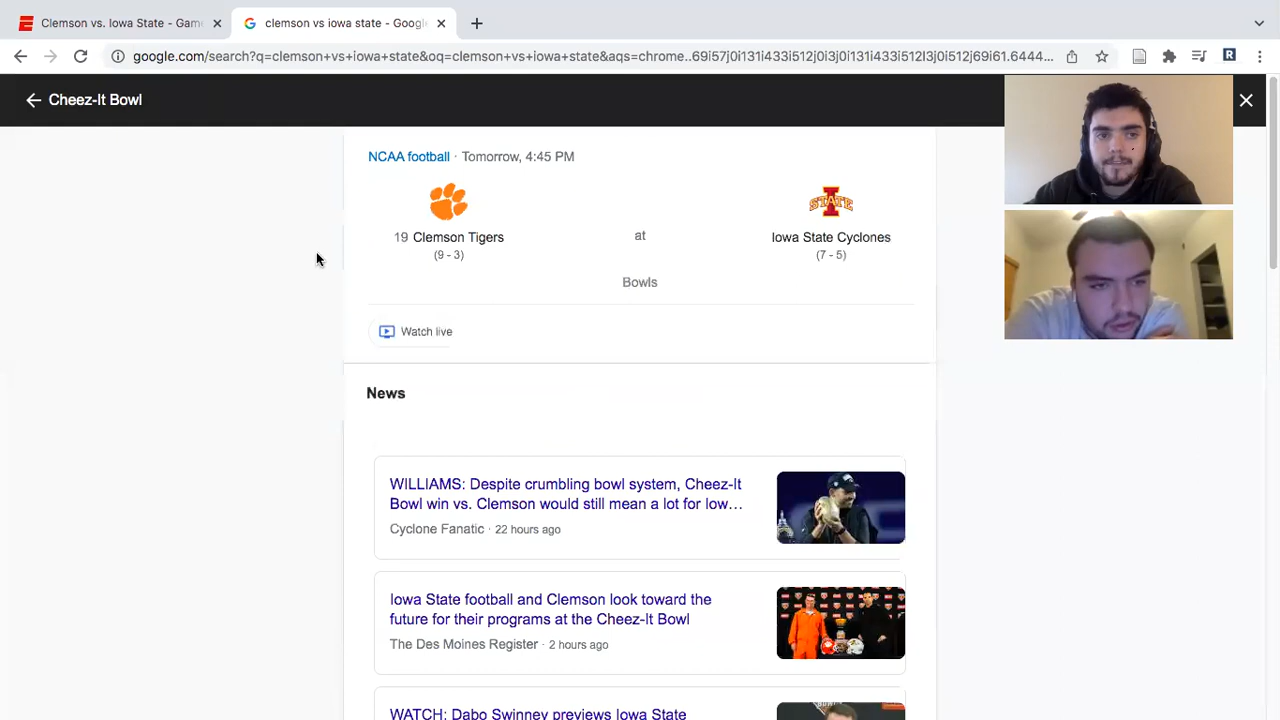 Clemson vs. Iowa State - Gam
clemson vs iowa state - Googl
google.com/search?q=clemson+vs+iowa+state&oq=clemson+vs+iowa+state&aqs=chrome..69i57j0i131i433i512j0i3j0i131i433i512l3j0i512j69i61.6444...
R
Cheez-It Bowl
NCAA football · Tomorrow, 4:45 PM
STATE
19 Clemson Tigers
at
Iowa State Cyclones
(9 - 3)
(7 - 5)
Bowls
Watch live
News
WILLIAMS: Despite crumbling bowl system, Cheez-It
Bowl win vs. Clemson would still mean a lot for Iow...
Cyclone Fanatic · 22 hours ago
Iowa State football and Clemson look toward the
future for their programs at the Cheez-It Bowl
The Des Moines Register · 2 hours ago
WATCH: Dabo Swinney previews Iowa State